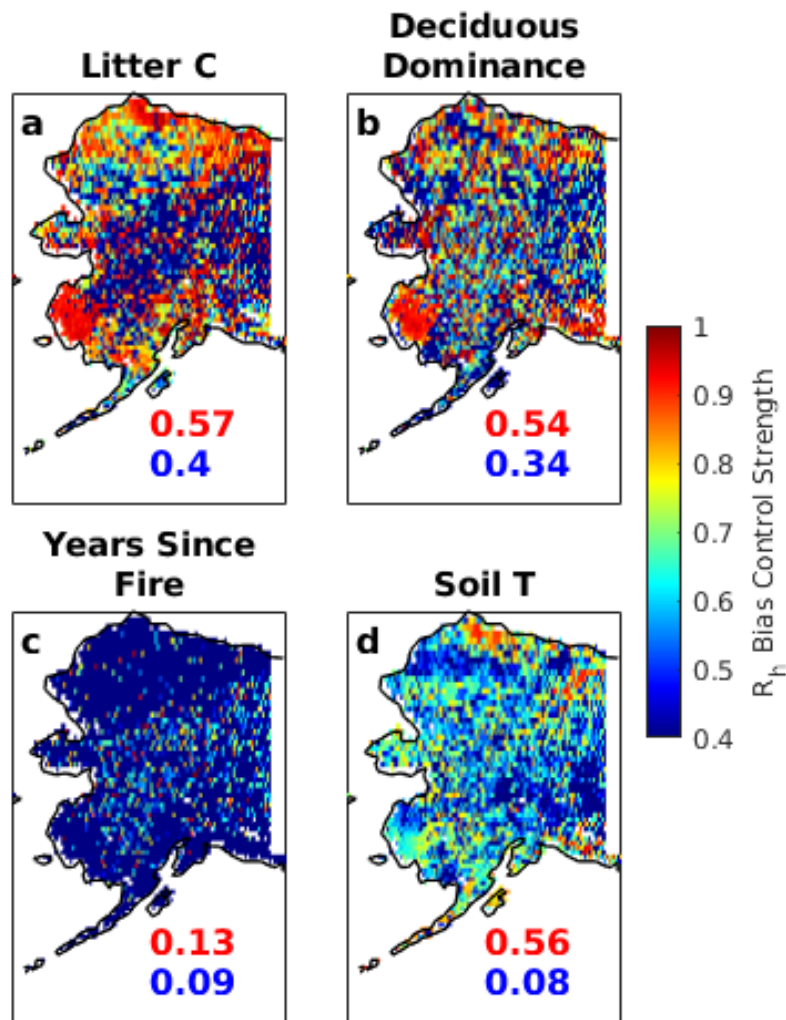 Litter C
Deciduous
Dominance
a
b
0.57
0.4
0.54
0.34
Years Since
Fire
Soil T
c
d
0.13
0.09
0.56
0.08
1
0.9
0.8
0.7
0.6
0.5
0.4
R_h Bias Control Strength